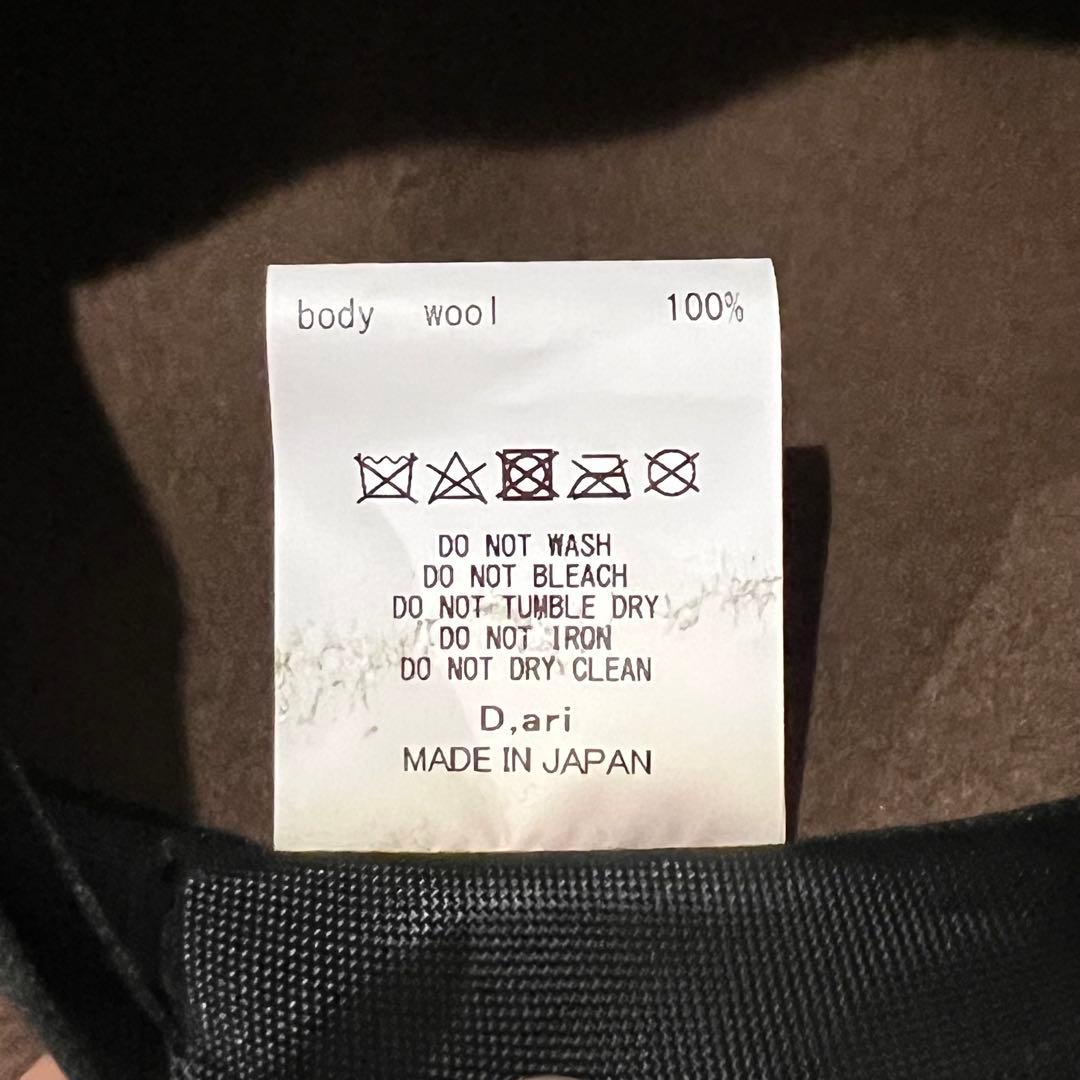 body wool 100%
DO NOT WASH
DO NOT BLEACH
DO NOT TUMBLE DRY
DO NOT IRON
DO NOT DRY CLEAN
D,ari
MADE IN JAPAN